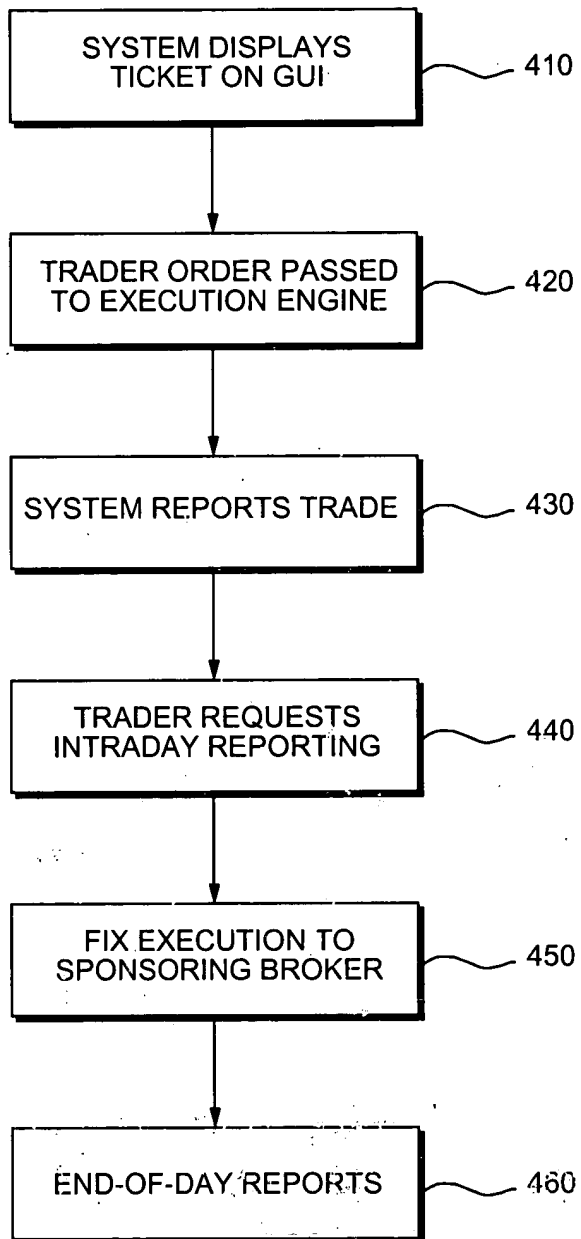 SYSTEM DISPLAYS
TICKET ON GUI
410
TRADER ORDER PASSED
TO EXECUTION ENGINE
420
SYSTEM REPORTS TRADE
430
TRADER REQUESTS
INTRADAY REPORTING
440
FIX EXECUTION TO
SPONSORING BROKER
450
END-OF-DAY REPORTS
460